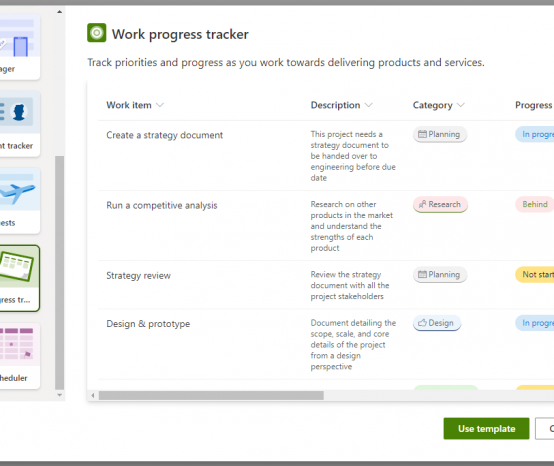 Work progress tracker
Track priorities and progress as you work towards delivering products and services.
ager
nt tracker
ests
gress tr...
heduler
Work item
Description
Category
Progress
Create a strategy document
This project needs a
strategy document to
be handed over to
engineering before due
date
Planning
In progre
Run a competitive analysis
Research on other
products in the market
and understand the
strengths of each
product
Research
Behind
Strategy review
Review the strategy
document with all the
project stakeholders
Planning
Not start
Design & prototype
Document detailing the
scope, scale, and core
details of the project
from a design
perspective
Design
In progre
Use template